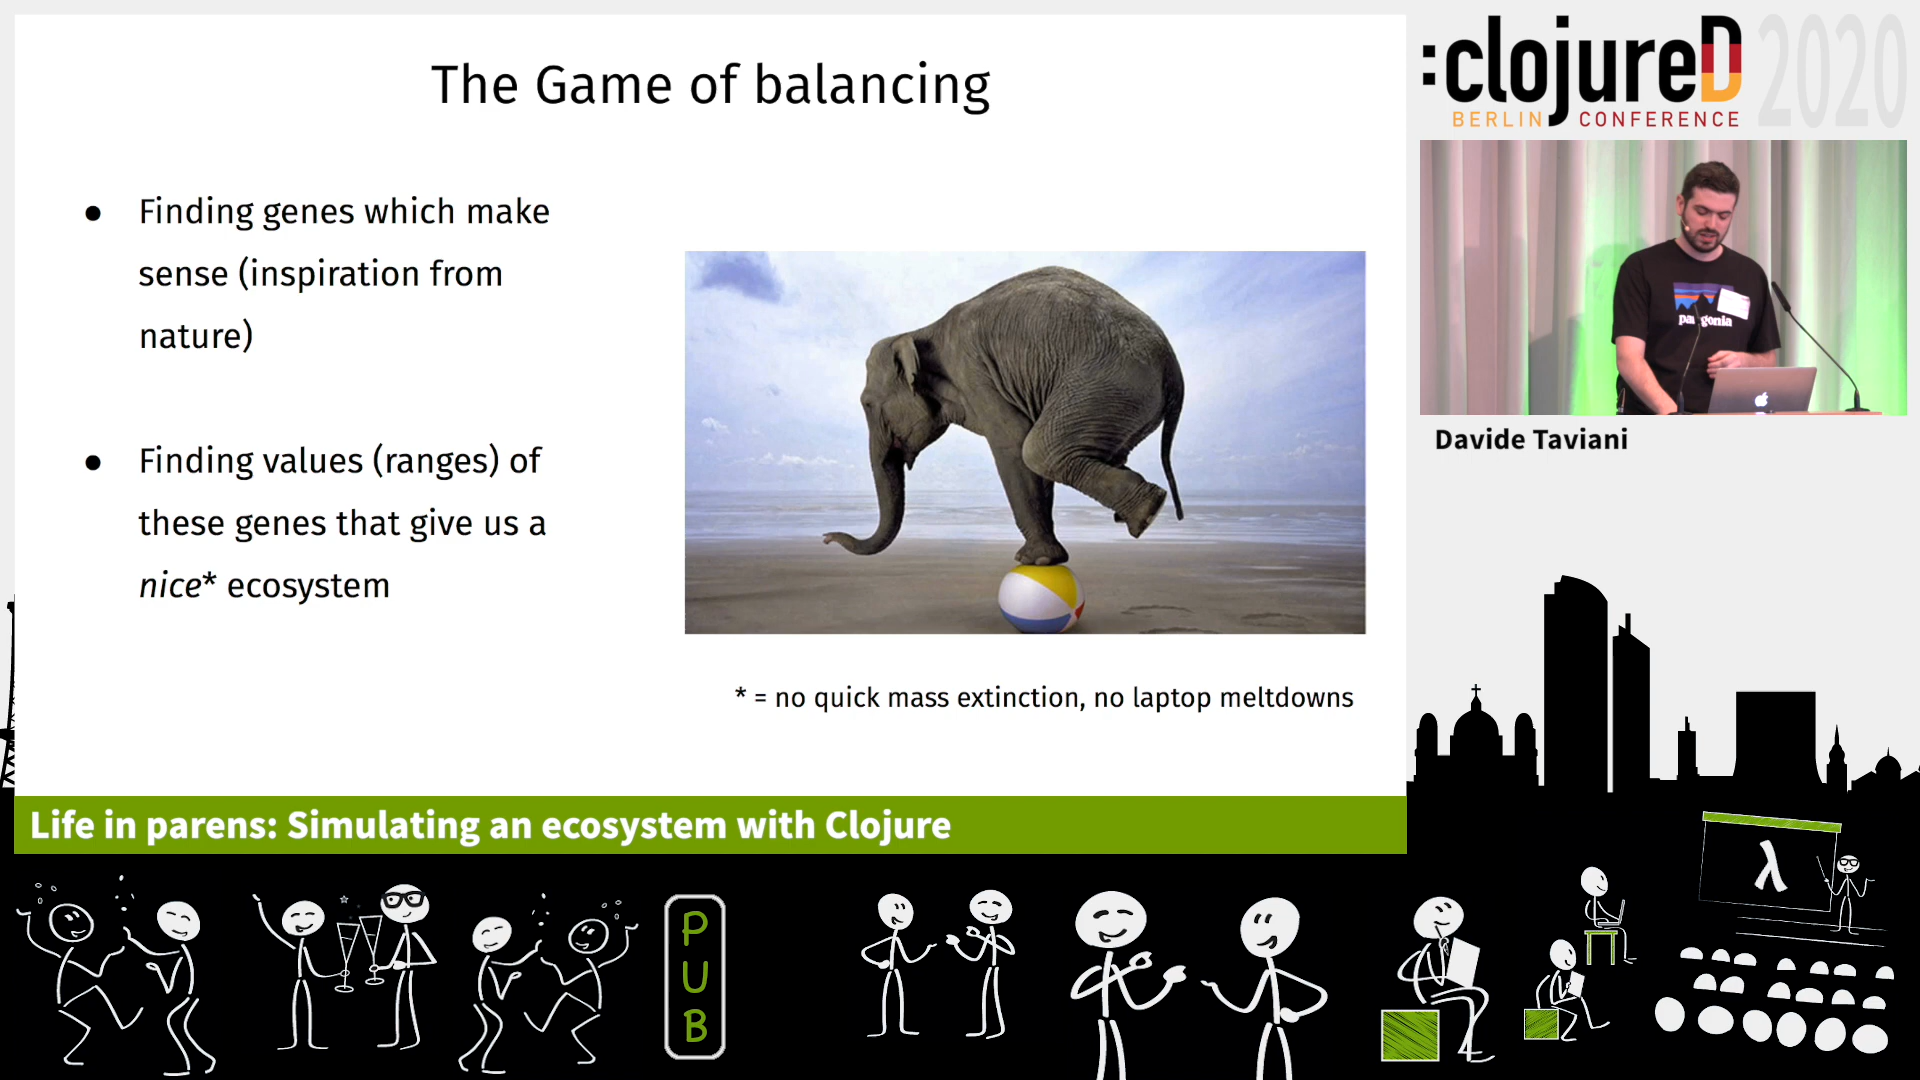 The Game of balancing
● Finding genes which make
sense (inspiration from
nature)
● Finding values (ranges) of
these genes that give us a
nice* ecosystem
* = no quick mass extinction, no laptop meltdowns
:clojureD 2020
BERLIN CONFERENCE
patagonia
Davide Taviani
Life in parens: Simulating an ecosystem with Clojure
PUB
λ